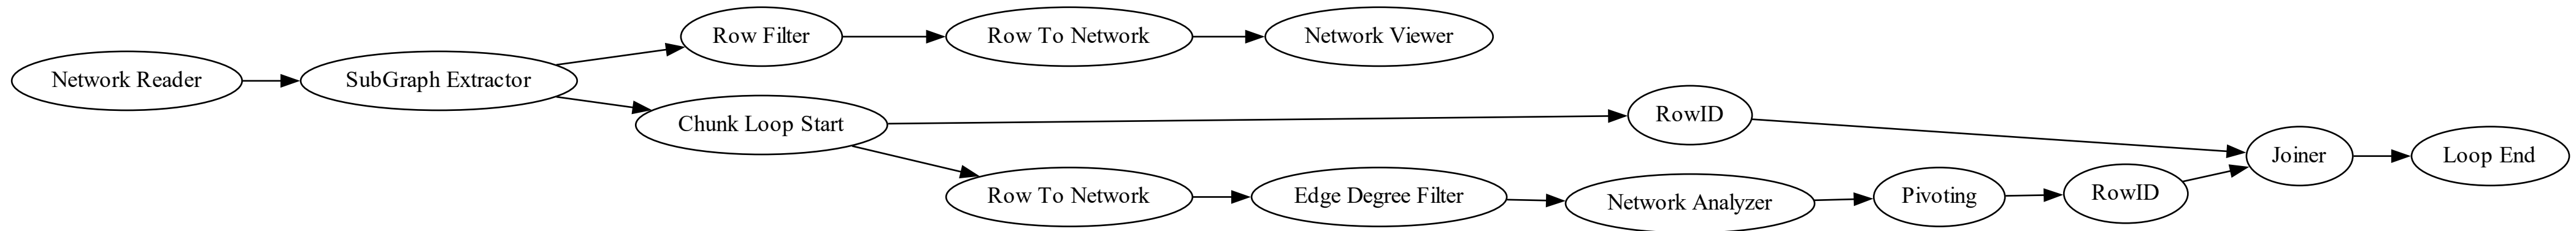 Network Reader
SubGraph Extractor
Row Filter
Row To Network
Network Viewer
Chunk Loop Start
RowID
Row To Network
Edge Degree Filter
Network Analyzer
Pivoting
RowID
Joiner
Loop End